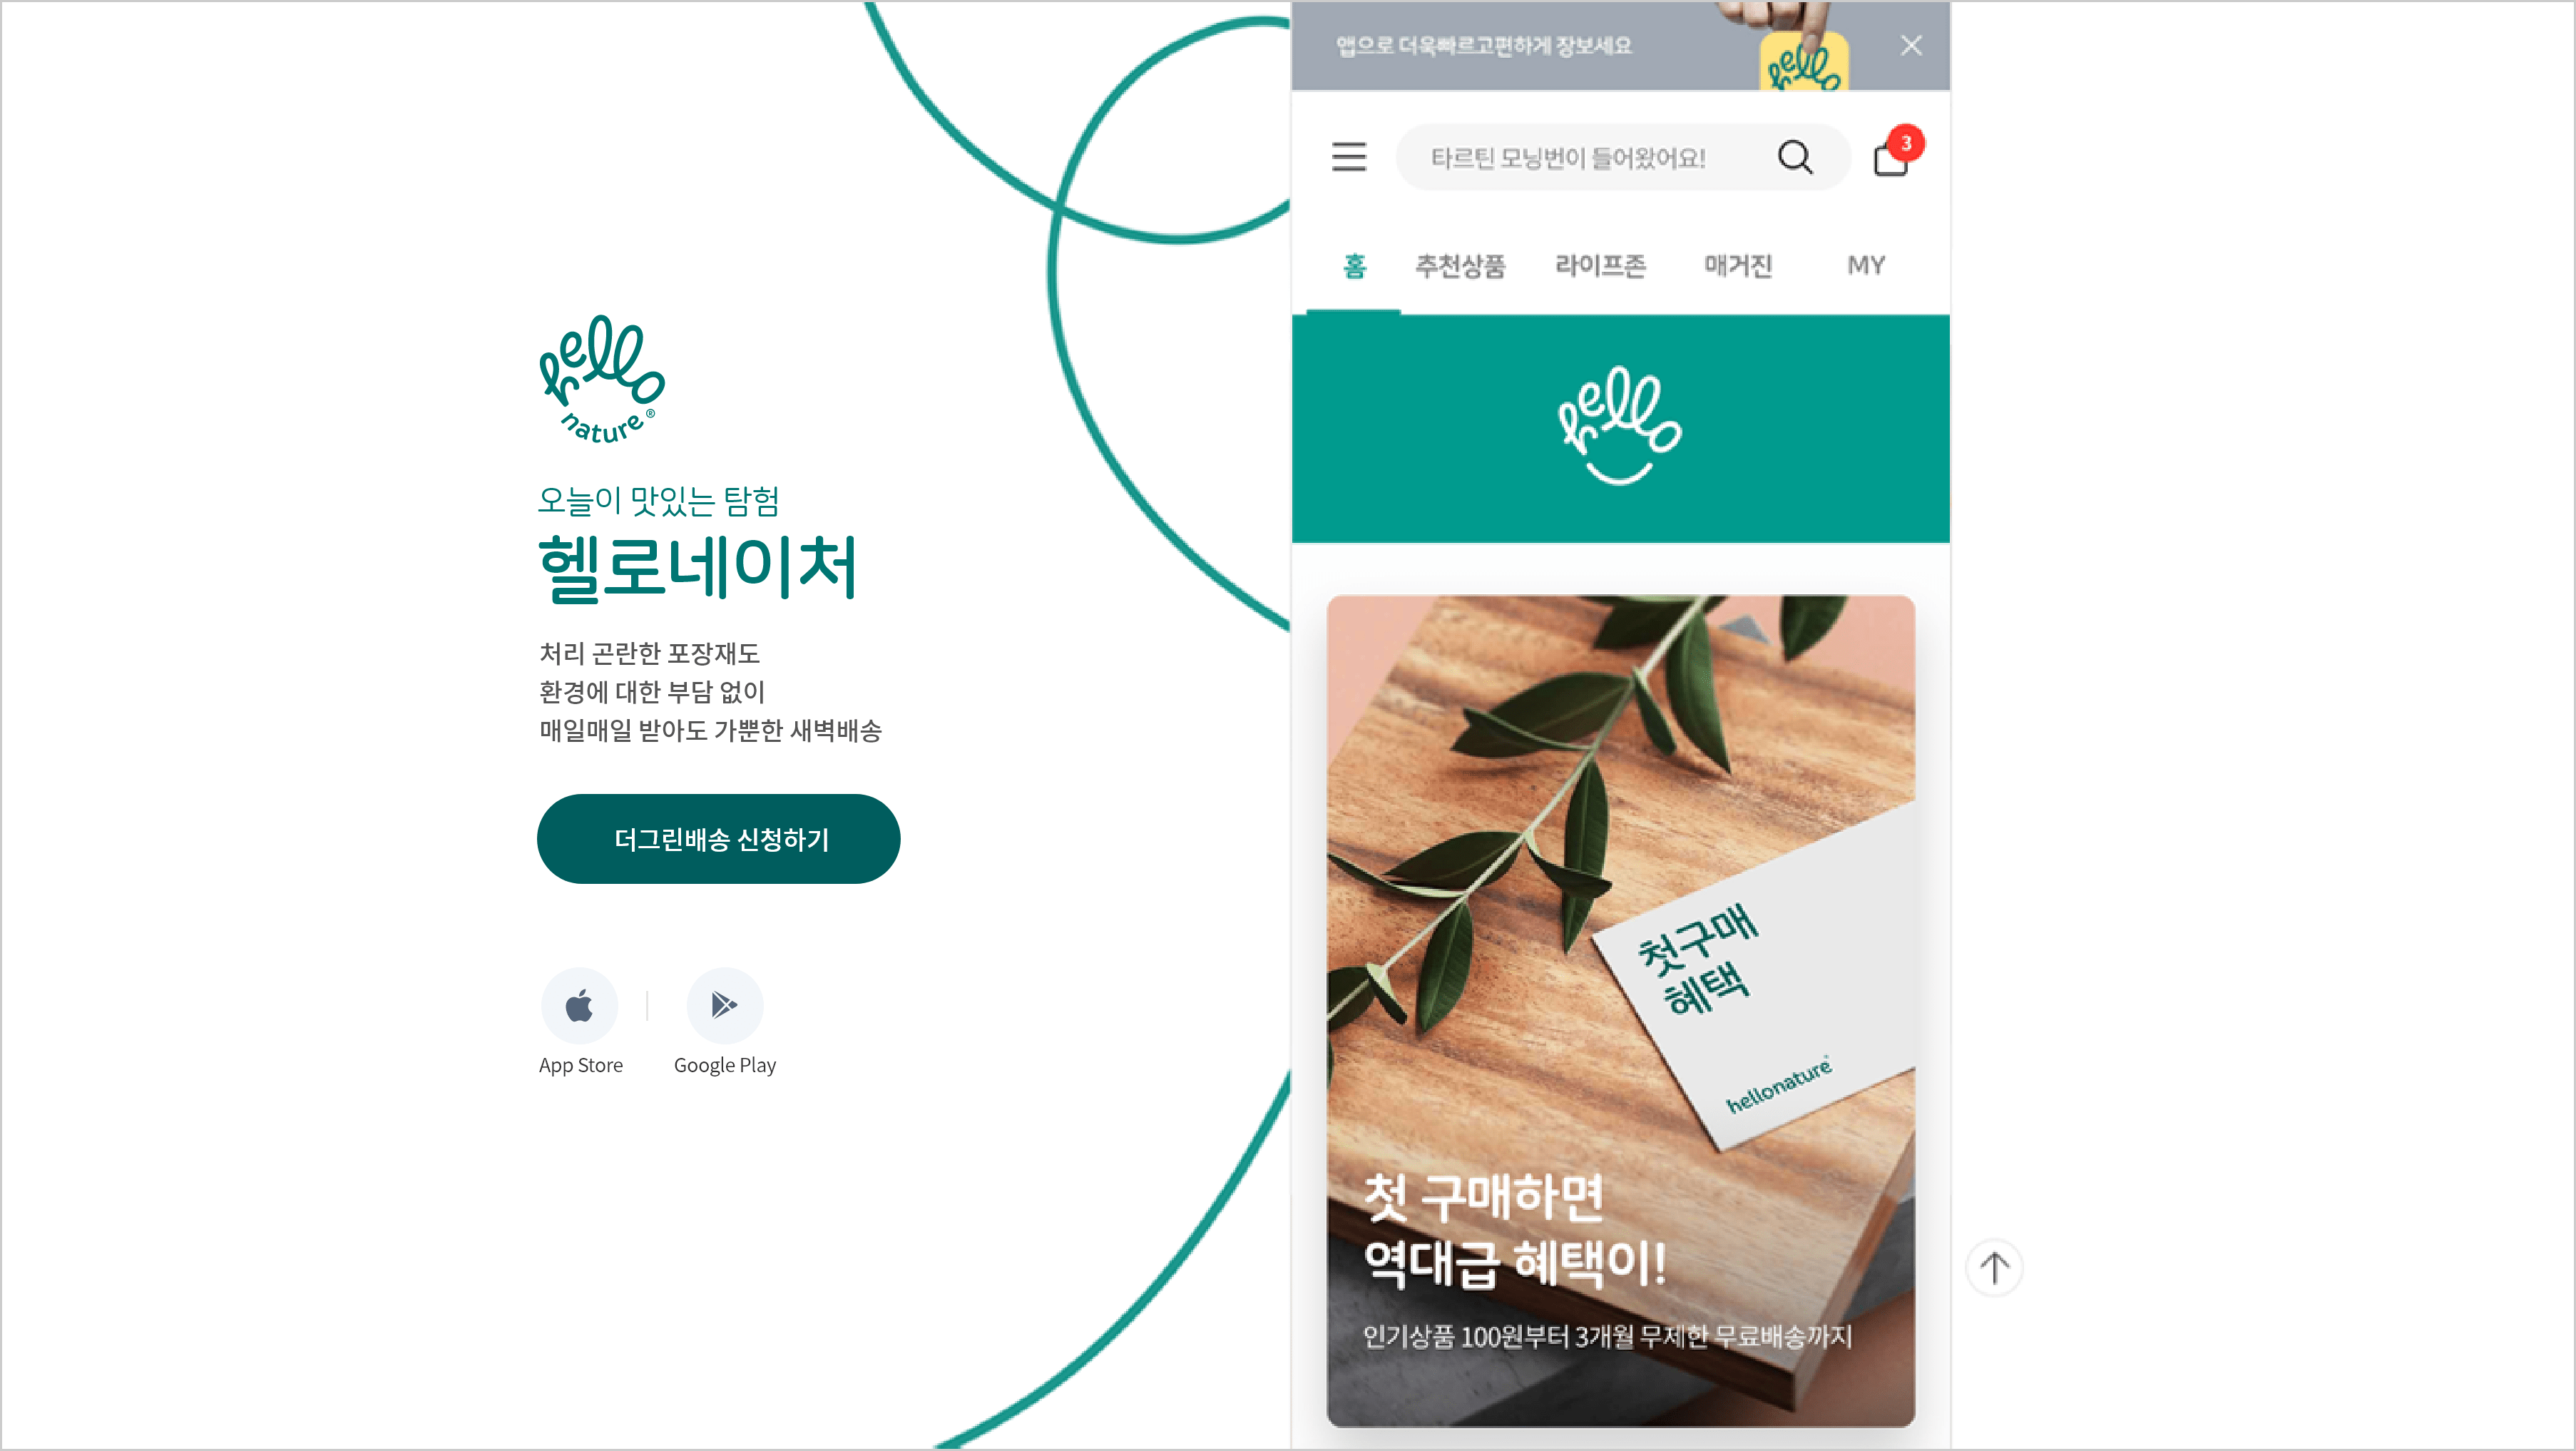 hello
nature®
오늘이 맛있는 탐험
헬로네이처
처리 곤란한 포장재도
환경에 대한 부담 없이
매일매일 받아도 가뿐한 새벽배송
더그린배송 신청하기
App Store
Google Play
앱으로 더욱빠르고편하게 장보세요
hello
타르틴 모닝번이 들어왔어요!
3
홈 추천상품 라이프존 매거진 MY
hello
첫구매
혜택
hellonature
첫 구매하면
역대급 혜택이!
인기상품 100원부터 3개월 무제한 무료배송까지